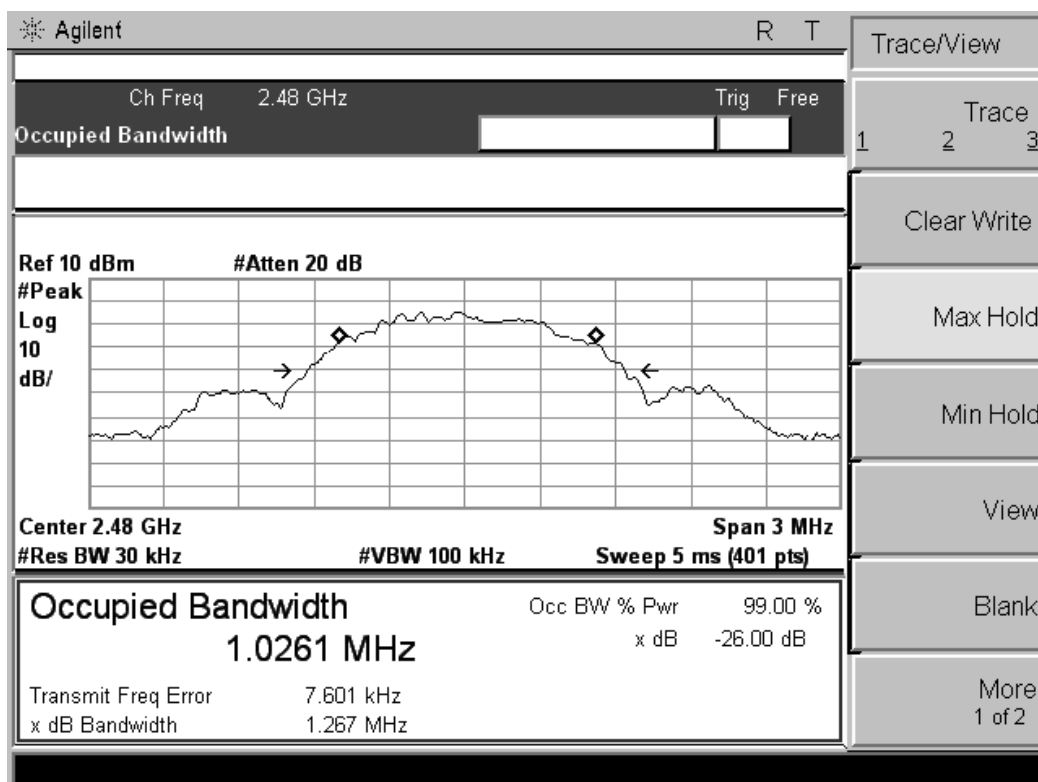 Agilent R T
Trace/View
Ch Freq 2.48 GHz Trig Free
Occupied Bandwidth
Trace
1 2 3
Clear Write
Ref 10 dBm #Atten 20 dB
#Peak
Log
10
dB/
Max Hold
Min Hold
View
Center 2.48 GHz Span 3 MHz
#Res BW 30 kHz #VBW 100 kHz Sweep 5 ms (401 pts)
Occupied Bandwidth
1.0261 MHz
Occ BW % Pwr 99.00 %
x dB -26.00 dB
Transmit Freq Error 7.601 kHz
x dB Bandwidth 1.267 MHz
Blank
More
1 of 2